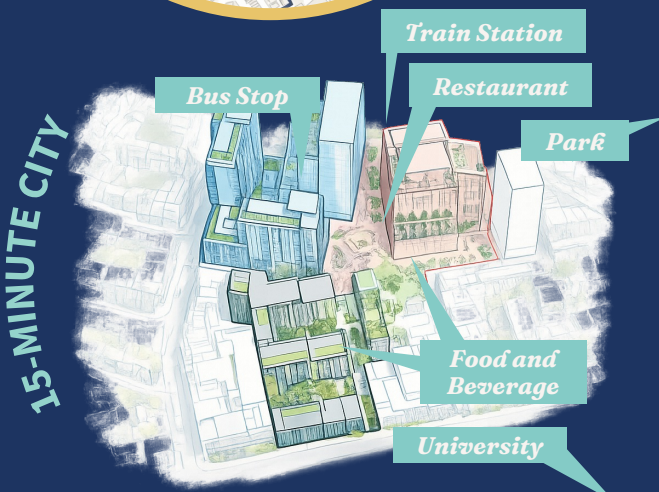 Train Station
Restaurant
Bus Stop
Park
15-MINUTE CITY
Food and
Beverage
University